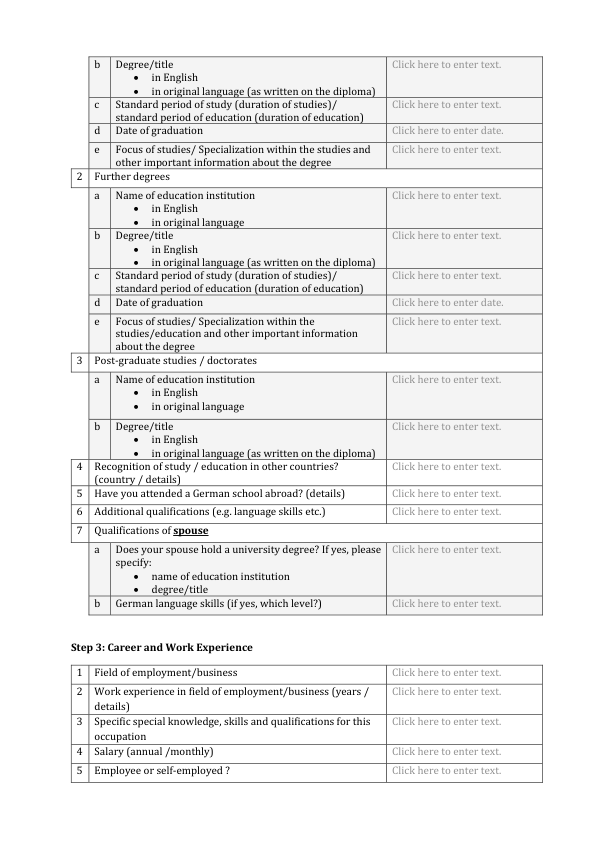 b Degree/title Click here to enter text.
• in English
• in original language (as written on the diploma)
c Standard period of study (duration of studies)/ Click here to enter text.
standard period of education (duration of education)
d Date of graduation Click here to enter date.
e Focus of studies/ Specialization within the studies and Click here to enter text.
other important information about the degree
2 Further degrees
a Name of education institution Click here to enter text.
• in English
• in original language
b Degree/title Click here to enter text.
• in English
• in original language (as written on the diploma)
c Standard period of study (duration of studies)/ Click here to enter text.
standard period of education (duration of education)
d Date of graduation Click here to enter date.
e Focus of studies/ Specialization within the Click here to enter text.
studies/education and other important information
about the degree
3 Post-graduate studies / doctorates
a Name of education institution Click here to enter text.
• in English
• in original language
b Degree/title Click here to enter text.
• in English
• in original language (as written on the diploma)
4 Recognition of study / education in other countries? Click here to enter text.
(country / details)
5 Have you attended a German school abroad? (details) Click here to enter text.
6 Additional qualifications (e.g. language skills etc.) Click here to enter text.
7 Qualifications of spouse
a Does your spouse hold a university degree? If yes, please Click here to enter text.
specify:
• name of education institution
• degree/title
b German language skills (if yes, which level?) Click here to enter text.
Step 3: Career and Work Experience
1 Field of employment/business Click here to enter text.
2 Work experience in field of employment/business (years / Click here to enter text.
details)
3 Specific special knowledge, skills and qualifications for this Click here to enter text.
occupation
4 Salary (annual /monthly) Click here to enter text.
5 Employee or self-employed ? Click here to enter text.